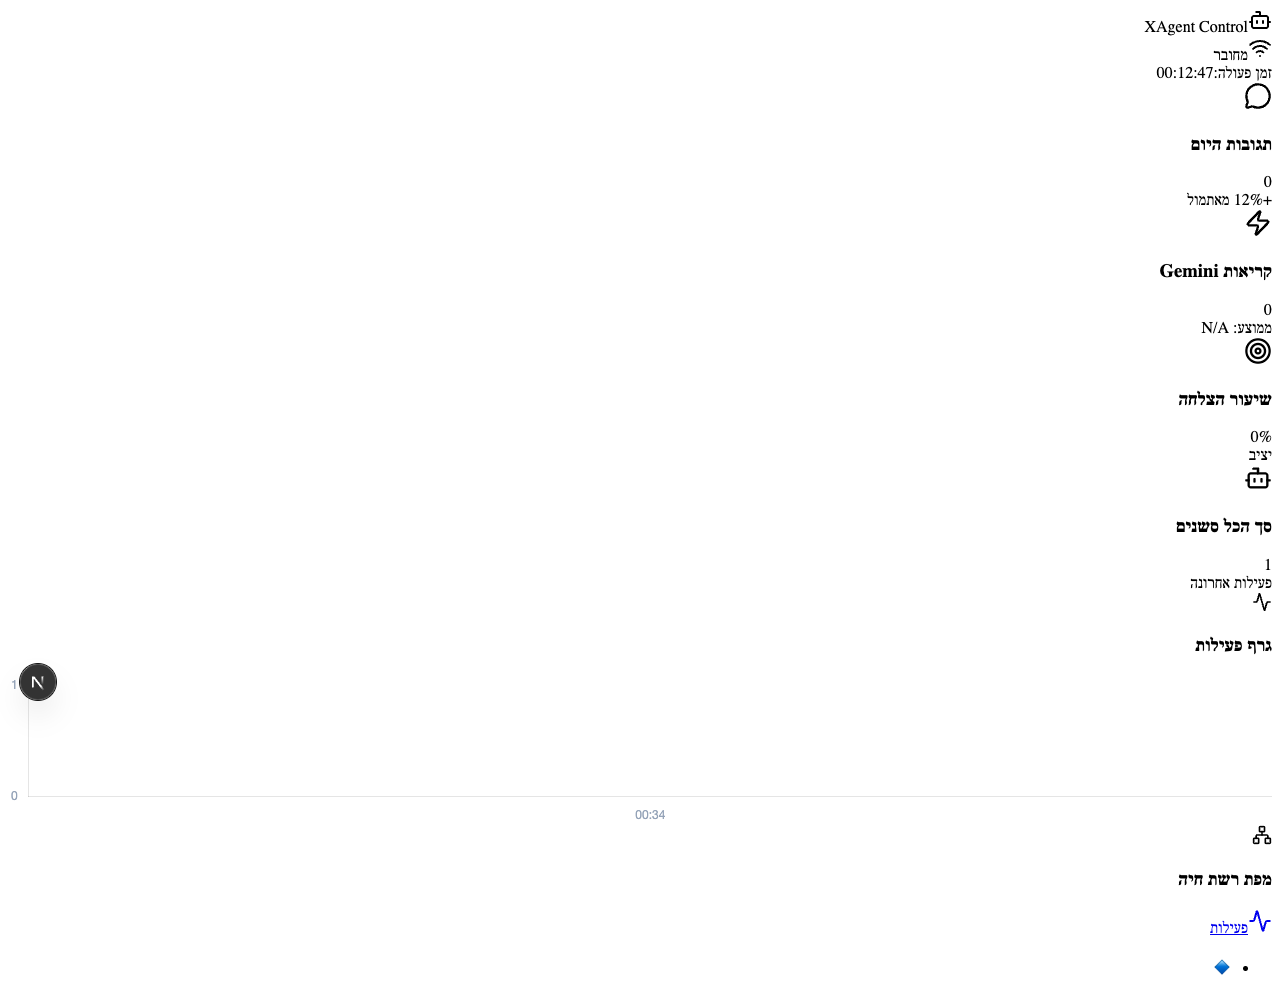 XAgent Control
מחובר
זמן פעולה:00:12:47
תגובות היום
0
+12% מאתמול
קריאות Gemini
0
ממוצע: N/A
שיעור הצלחה
0%
יציב
סך הכל סשנים
1
פעילות אחרונה
גרף פעילות
1
N
0
00:34
מפת רשת חיה
פעילות